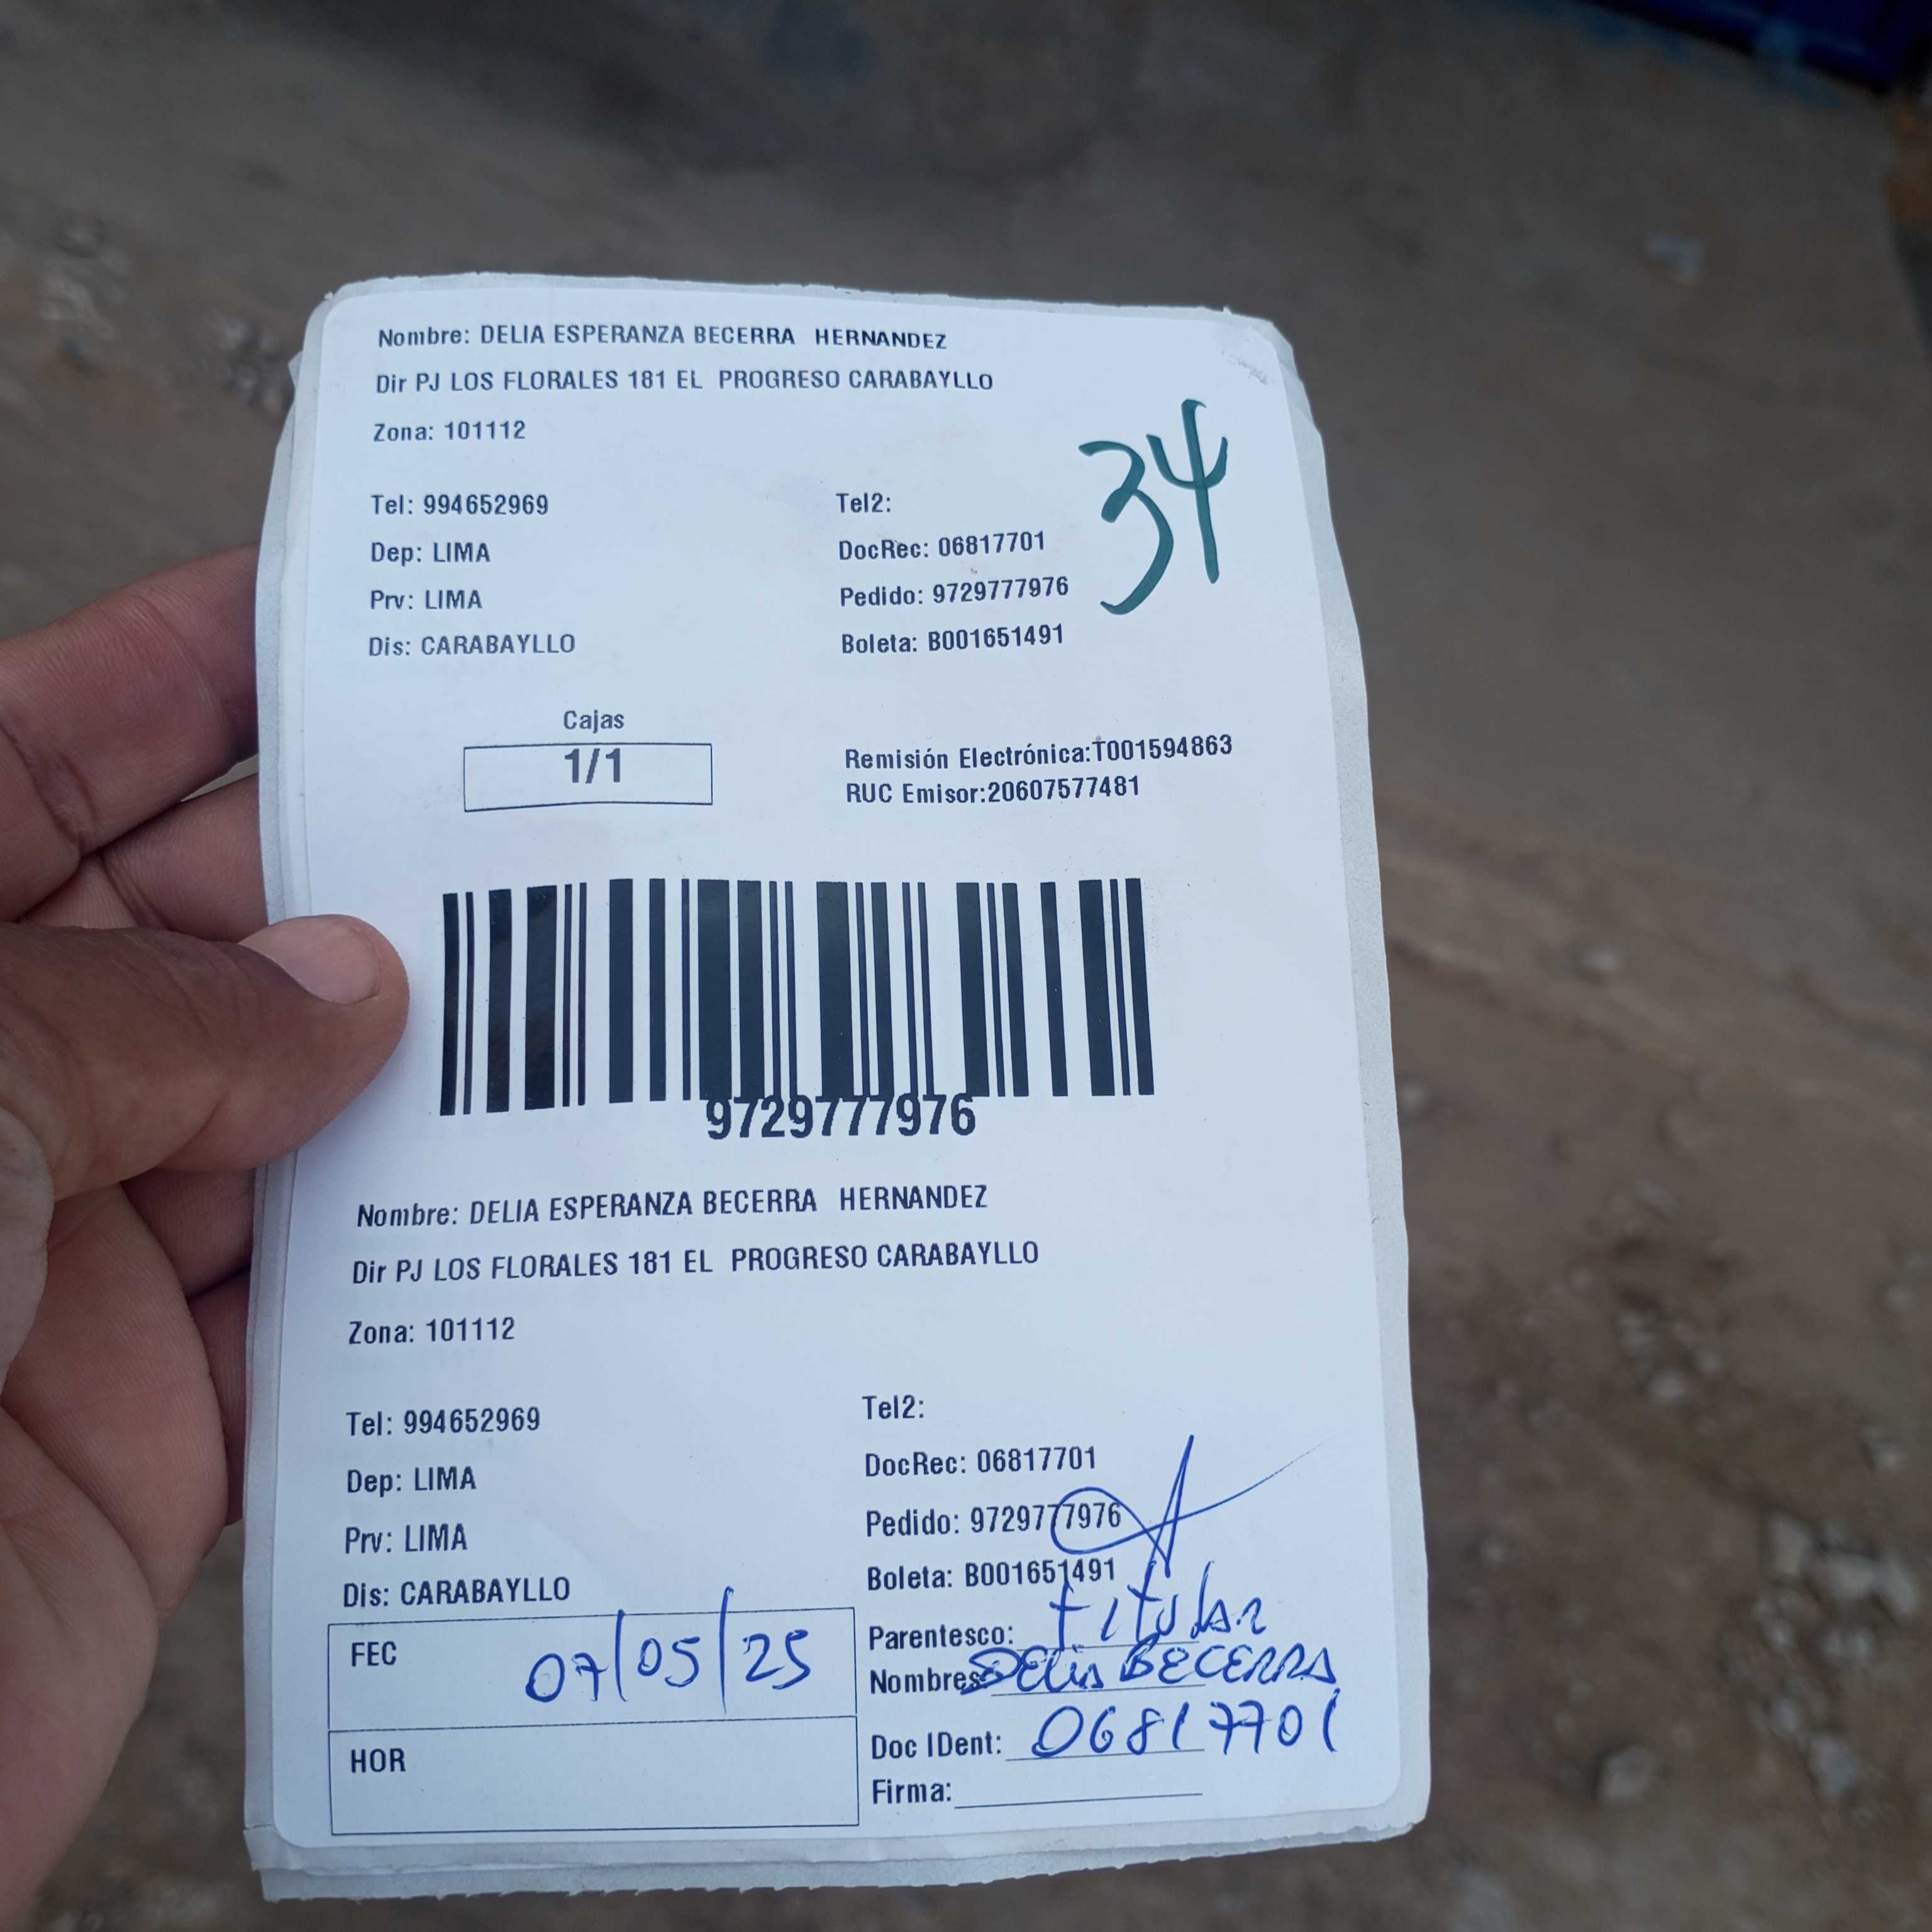 Nombre: DELIA ESPERANZA BECERRA HERNANDEZ
Dir PJ LOS FLORALES 181 EL PROGRESO CARABAYLLO
Zona: 101112
34
Tel: 994652969 Tel2:
Dep: LIMA DocRec: 06817701
Prv: LIMA Pedido: 9729777976
Dis: CARABAYLLO Boleta: B001651491
Cajas
1/1
Remisión Electrónica:T001594863
RUC Emisor:20607577481
9729777976
Nombre: DELIA ESPERANZA BECERRA HERNANDEZ
Dir PJ LOS FLORALES 181 EL PROGRESO CARABAYLLO
Zona: 101112
Tel: 994652969 Tel2:
Dep: LIMA DocRec: 06817701
Prv: LIMA Pedido: 9729777976
Dis: CARABAYLLO Boleta: B001651491
FEC 07/05/25
HOR
Parentesco: titular
Nombres: DELia BECERRA
Doc IDent: 06817701
Firma: